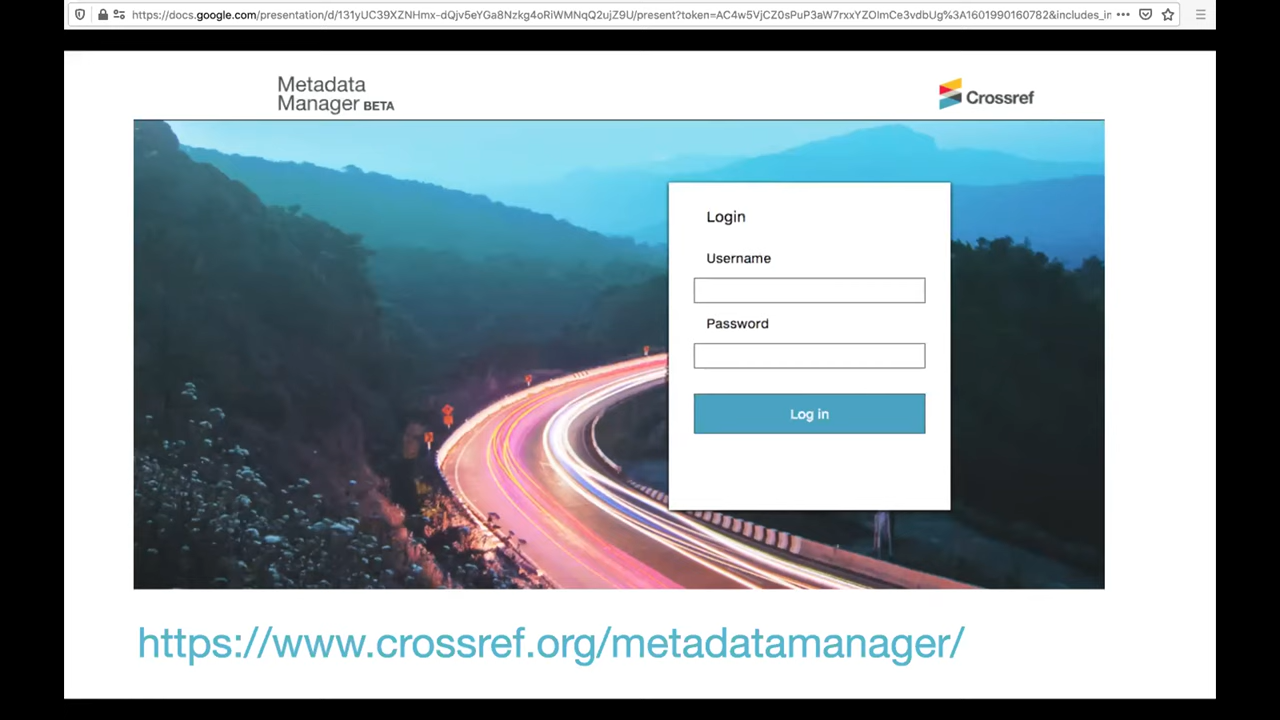 https://docs.google.com/presentation/d/131yUC39XZNHmx-dQjv5eYGa8Nzkg4oRiWMNqQ2ujZ9U/present?token=AC4w5VjCZ0sPuP3aW7rxxYZOlmCe3vdbUg%3A1601990160782&includes_in
Metadata
Manager BETA
Crossref
Login
Username
Password
Log in
https://www.crossref.org/metadatamanager/